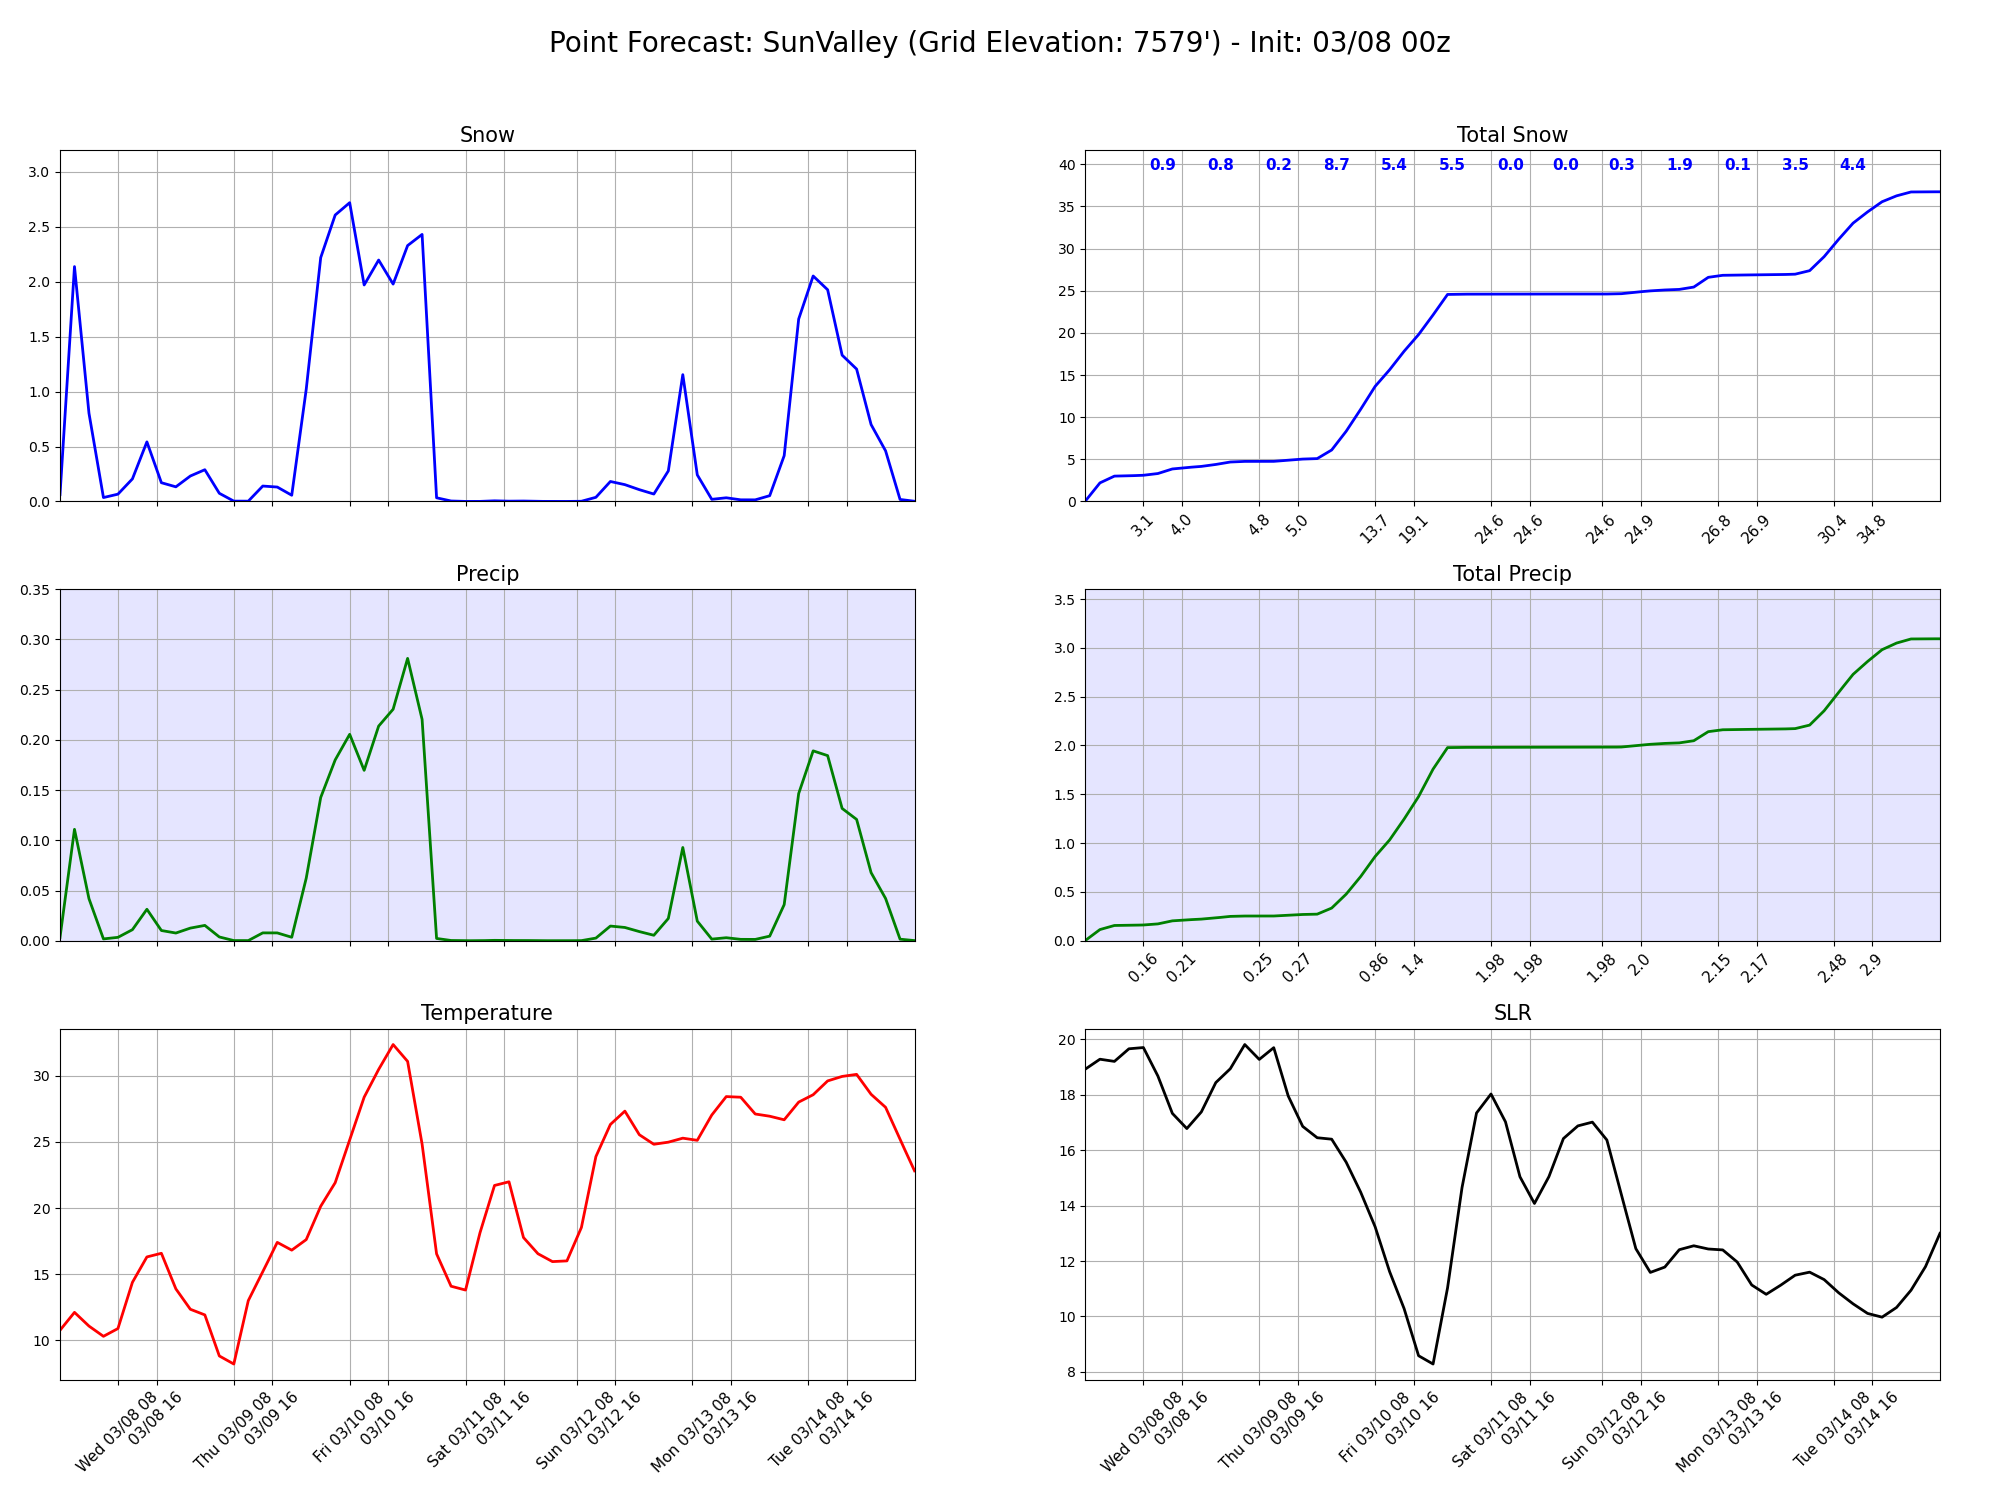 Point Forecast: SunValley (Grid Elevation: 7579') - Init: 03/08 00z
Snow
3.0
2.5
2.0
1.5
1.0
0.5
0.0
Total Snow
0.9 0.8 0.2 8.7 5.4 5.5 0.0 0.0 0.3 1.9 0.1 3.5 4.4
40
35
30
25
20
15
10
5
0
3.1 4.0 4.8 5.0 13.7 19.1 24.6 24.6 24.6 24.9 26.8 26.9 30.4 34.8
Precip
0.35
0.30
0.25
0.20
0.15
0.10
0.05
0.00
Total Precip
3.5
3.0
2.5
2.0
1.5
1.0
0.5
0.0
0.16 0.21 0.25 0.27 0.86 1.4 1.98 1.98 1.98 2.0 2.15 2.17 2.48 2.9
Temperature
30
25
20
15
10
Wed 03/08 08
03/08 16
Thu 03/09 08
03/09 16
Fri 03/10 08
03/10 16
Sat 03/11 08
03/11 16
Sun 03/12 08
03/12 16
Mon 03/13 08
03/13 16
Tue 03/14 08
03/14 16
SLR
20
18
16
14
12
10
8
Wed 03/08 08
03/08 16
Thu 03/09 08
03/09 16
Fri 03/10 08
03/10 16
Sat 03/11 08
03/11 16
Sun 03/12 08
03/12 16
Mon 03/13 08
03/13 16
Tue 03/14 08
03/14 16